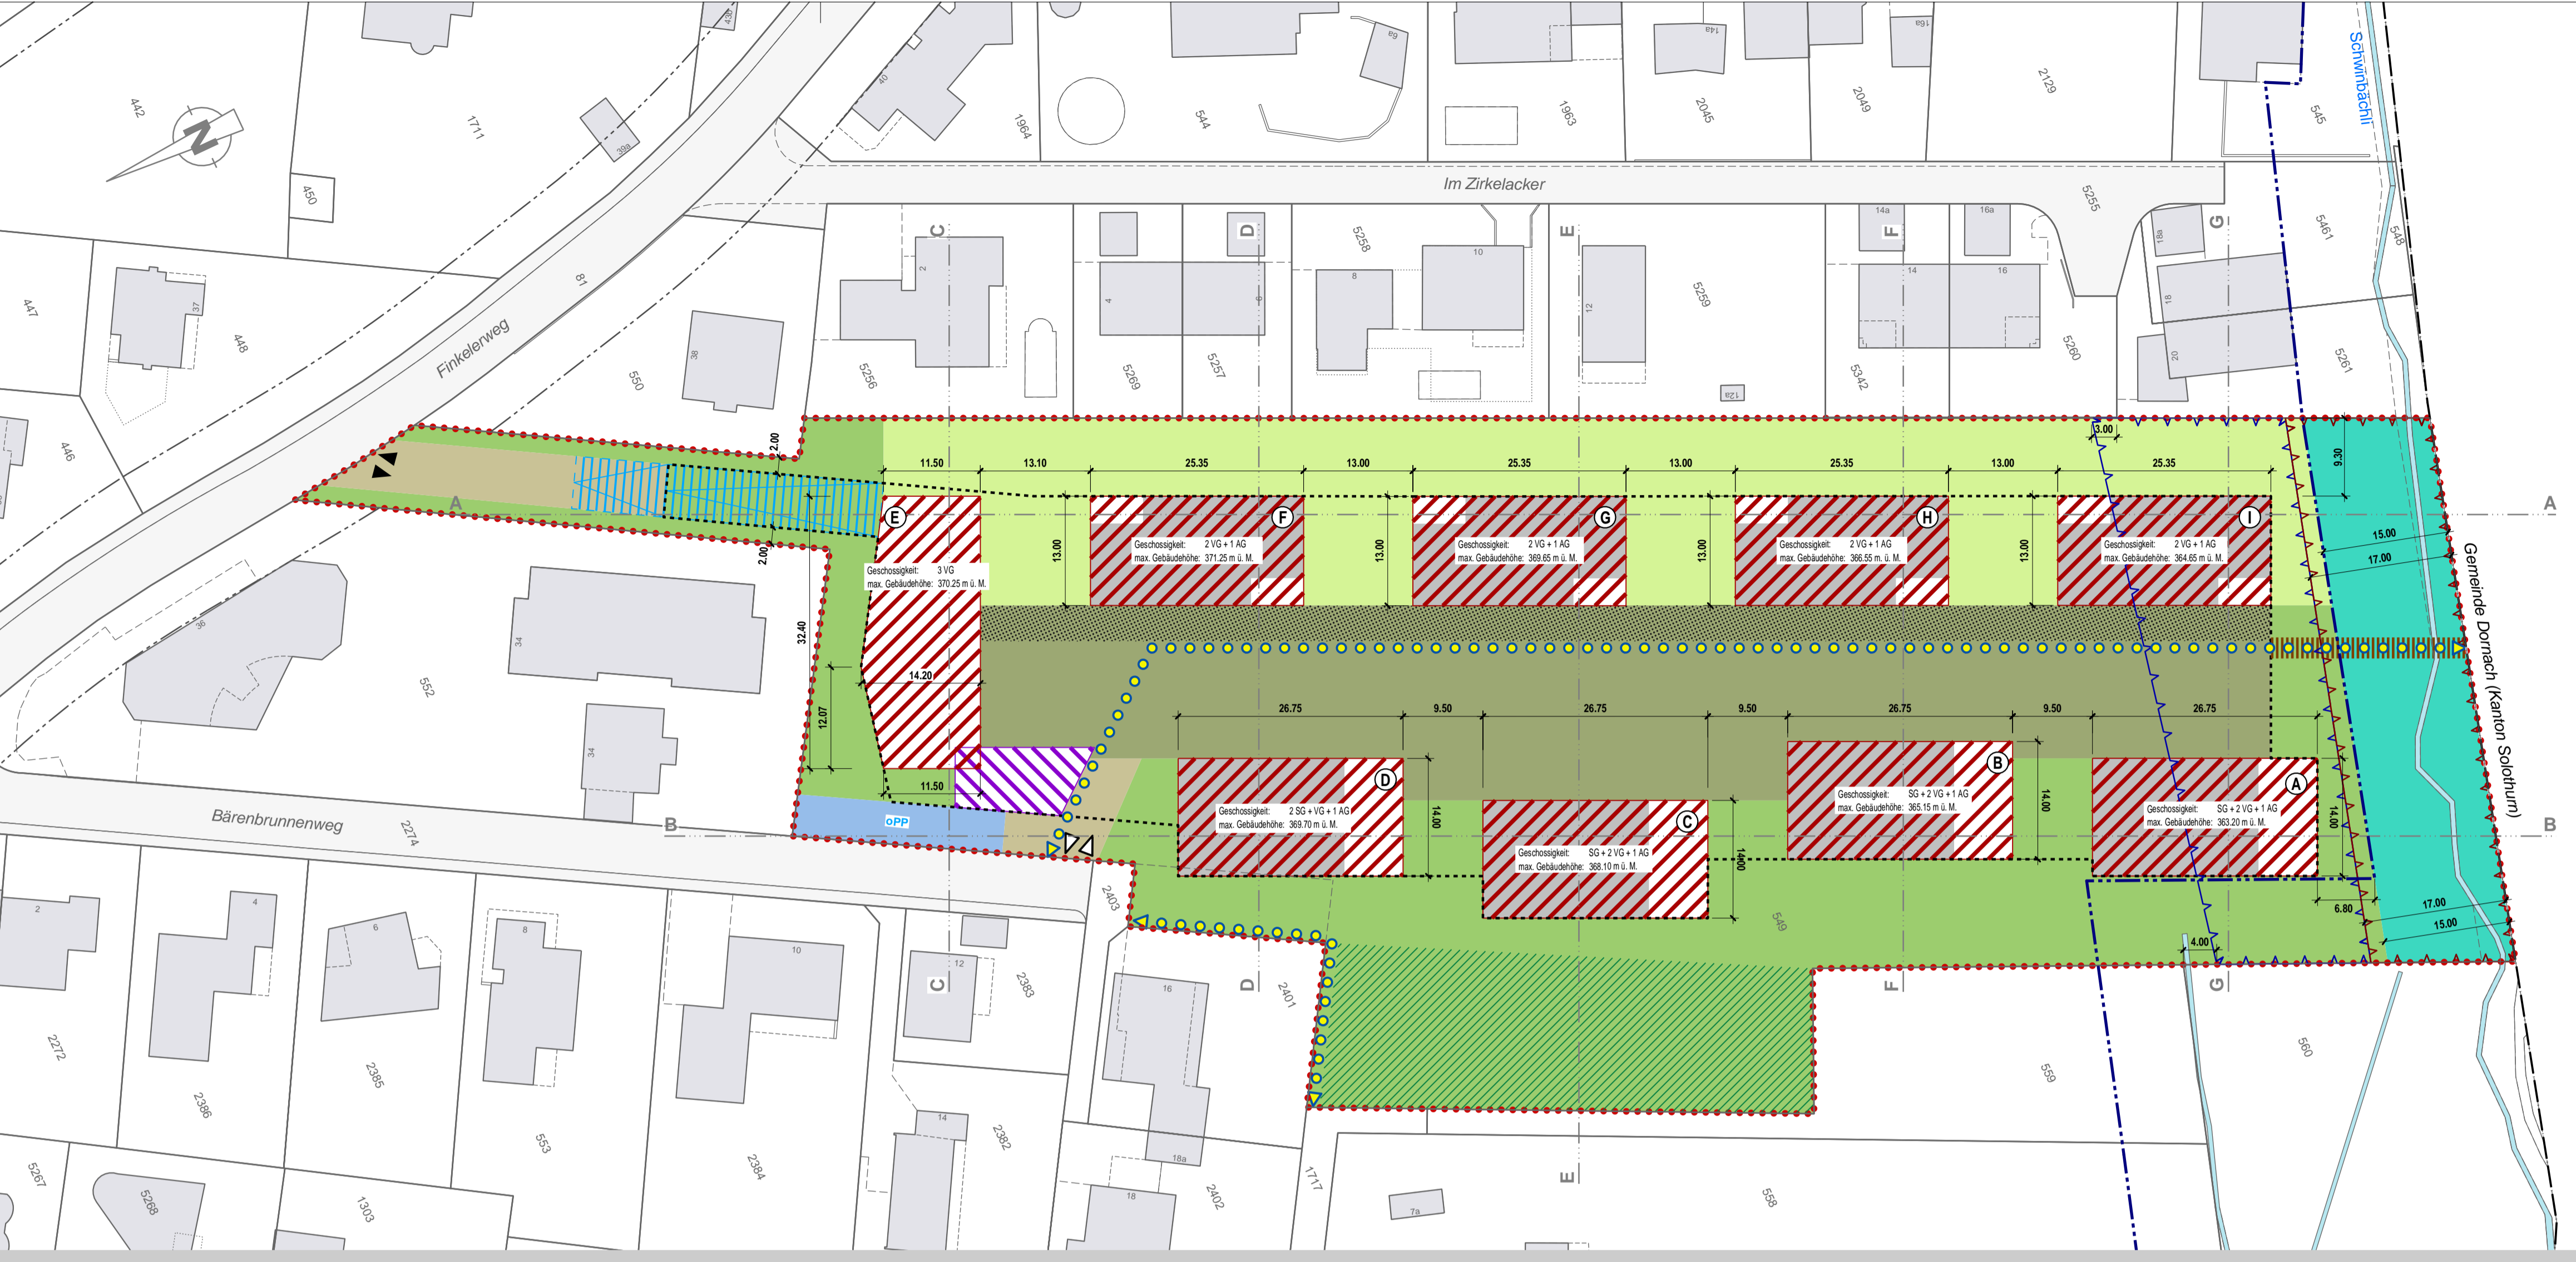 43b
40
6a
14a
16a
Schwinbächli
442
1711
39a
1964
544
1963
2045
2049
2129
545
N
450
Im Zirkelacker
5255
5461
548
C
D
E
F
G
14a
16a
18a
81
5258
2
4
6
8
10
12
14
16
18
20
447
37
448
Finkelerweg
38
550
5256
5269
5257
5259
12a
5342
5260
5261
446
2.00
11.50
13.10
25.35
13.00
25.35
13.00
25.35
13.00
25.35
3.00
9.30
A
E
F
G
H
I
A
13.00
13.00
13.00
13.00
15.00
17.00
2.00
Geschossigkeit: 3 VG
max. Gebäudehöhe: 370.25 m ü. M.
Geschossigkeit: 2 VG + 1 AG
max. Gebäudehöhe: 371.25 m ü. M.
Geschossigkeit: 2 VG + 1 AG
max. Gebäudehöhe: 369.65 m ü. M.
Geschossigkeit: 2 VG + 1 AG
max. Gebäudehöhe: 366.55 m ü. M.
Geschossigkeit: 2 VG + 1 AG
max. Gebäudehöhe: 364.65 m ü. M.
Gemeinde Dornach (Kanton Solothurn)
36
34
552
32.40
14.20
12.07
34
26.75
9.50
26.75
9.50
26.75
9.50
26.75
11.50
D
B
A
C
Geschossigkeit: 2 SG + VG + 1 AG
max. Gebäudehöhe: 369.70 m ü. M.
14.00
Geschossigkeit: SG + 2 VG + 1 AG
max. Gebäudehöhe: 368.10 m ü. M.
14.00
Geschossigkeit: SG + 2 VG + 1 AG
max. Gebäudehöhe: 365.15 m ü. M.
14.00
Geschossigkeit: SG + 2 VG + 1 AG
max. Gebäudehöhe: 363.20 m ü. M.
14.00
Bärenbrunnenweg
2274
B
oPP
B
2403
549
6.80
17.00
15.00
4.00
2
4
6
8
10
12
2383
16
C
D
2401
F
G
2272
2386
2385
553
2384
14
2382
18a
559
560
5267
5268
1303
18
2402
1717
E
7a
558